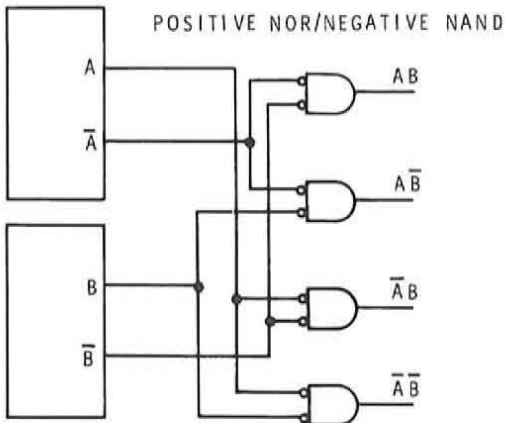 POSITIVE NOR/NEGATIVE NAND
A
A̅
B
B̅
AB
AB̅
A̅B
A̅B̅